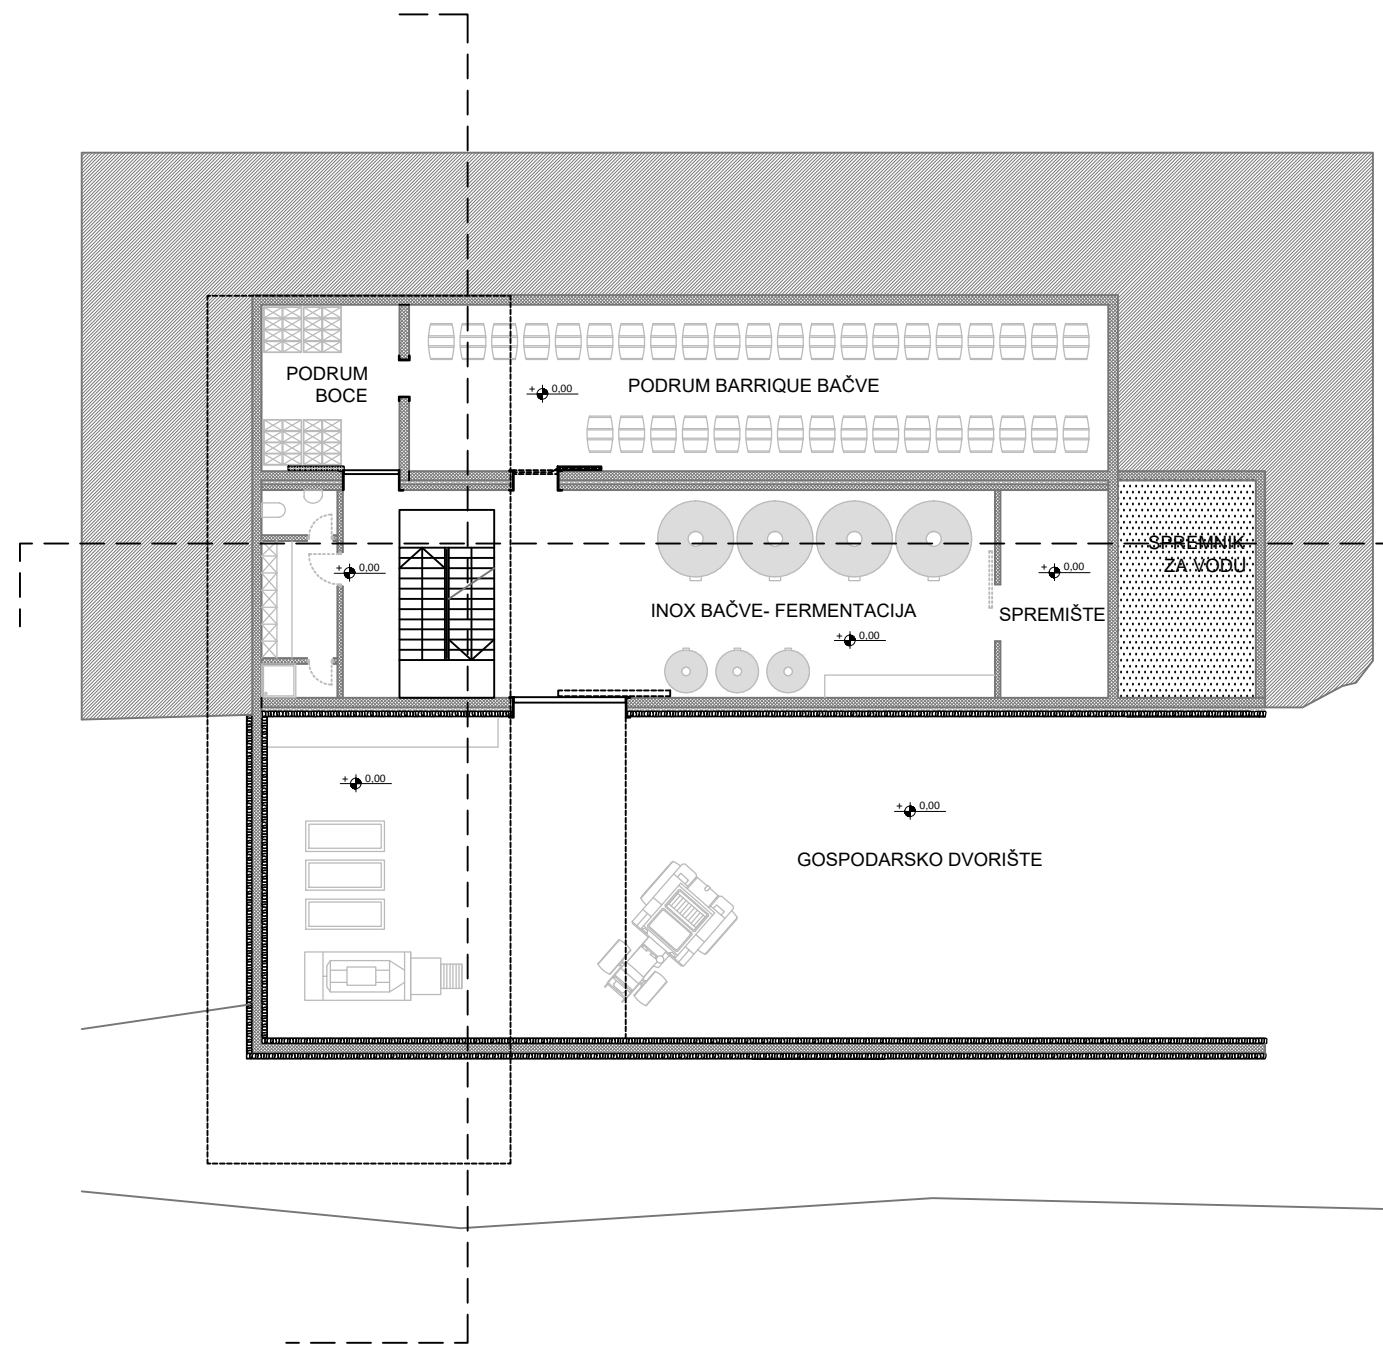 PODRUM
BOCE
PODRUM BARRIQUE BAČVE
+ 0,00
SPREMNIK
ZA VODU
+ 0,00
+ 0,00
INOX BAČVE- FERMENTACIJA
SPREMIŠTE
+ 0,00
+ 0,00
+ 0,00
GOSPODARSKO DVORIŠTE